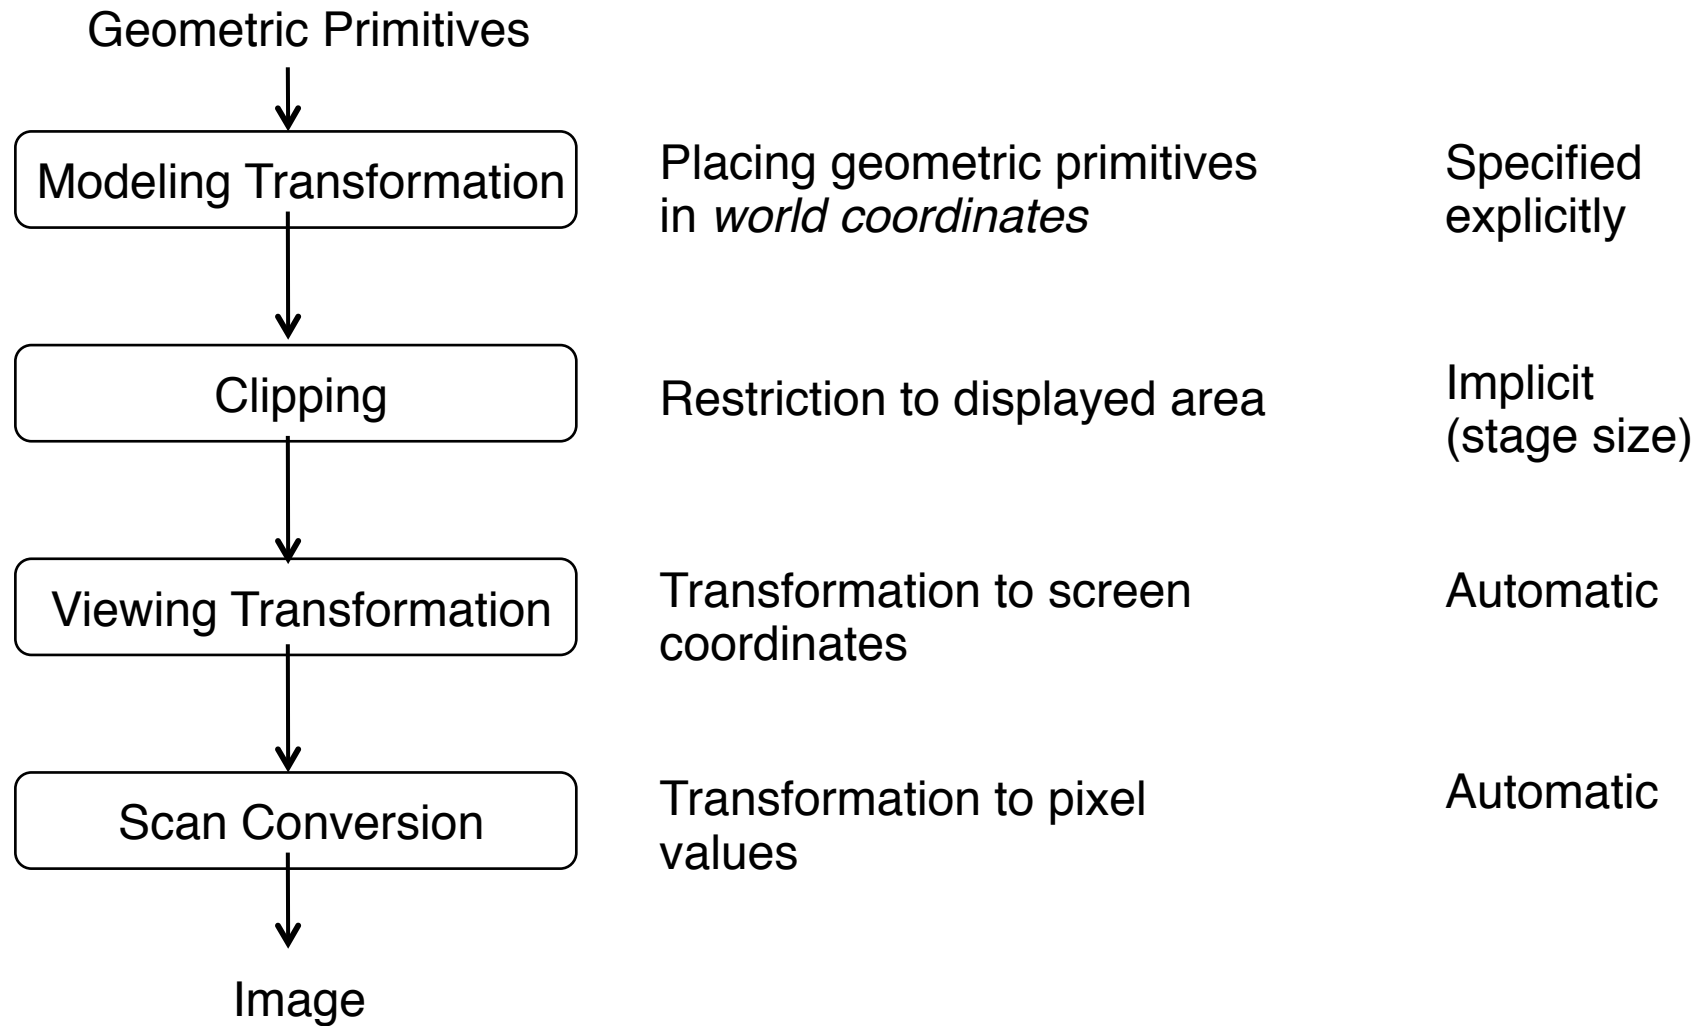 Geometric Primitives
Modeling Transformation
Placing geometric primitives
in world coordinates
Specified
explicitly
Clipping
Restriction to displayed area
Implicit
(stage size)
Viewing Transformation
Transformation to screen
coordinates
Automatic
Scan Conversion
Transformation to pixel
values
Automatic
Image